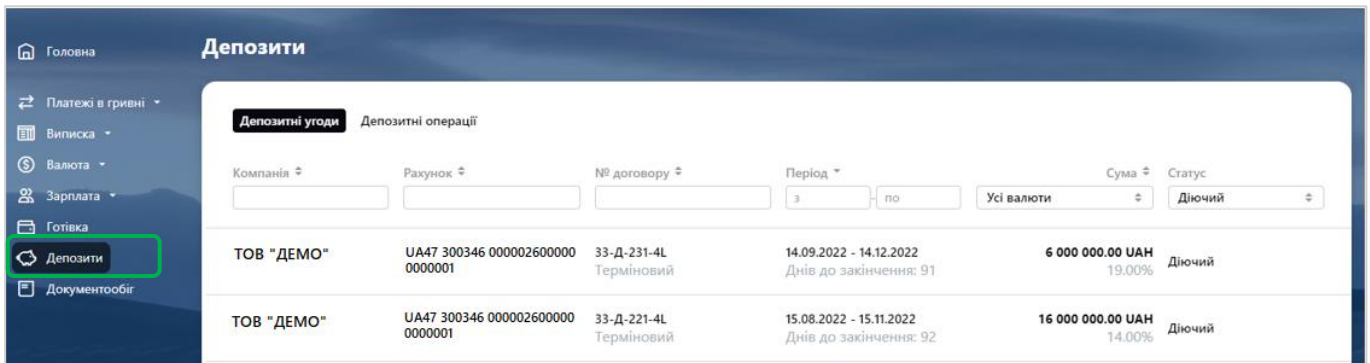 Депозити
Головна
Платежі в гривні
Виписка
Валюта
Зарплата
Готівка
Депозити
Документообіг
Депозитні угоди Депозитні операції
Компанія Рахунок № договору Період Сума Статус
з - по Усі валюти Діючий
ТОВ "ДЕМО" UA47 300346 000002600000 33-Д-231-4L 14.09.2022 - 14.12.2022 6 000 000.00 UAH Діючий
0000001 Терміновий Днів до закінчення: 91 19.00%
ТОВ "ДЕМО" UA47 300346 000002600000 33-Д-221-4L 15.08.2022 - 15.11.2022 16 000 000.00 UAH Діючий
0000001 Терміновий Днів до закінчення: 92 14.00%